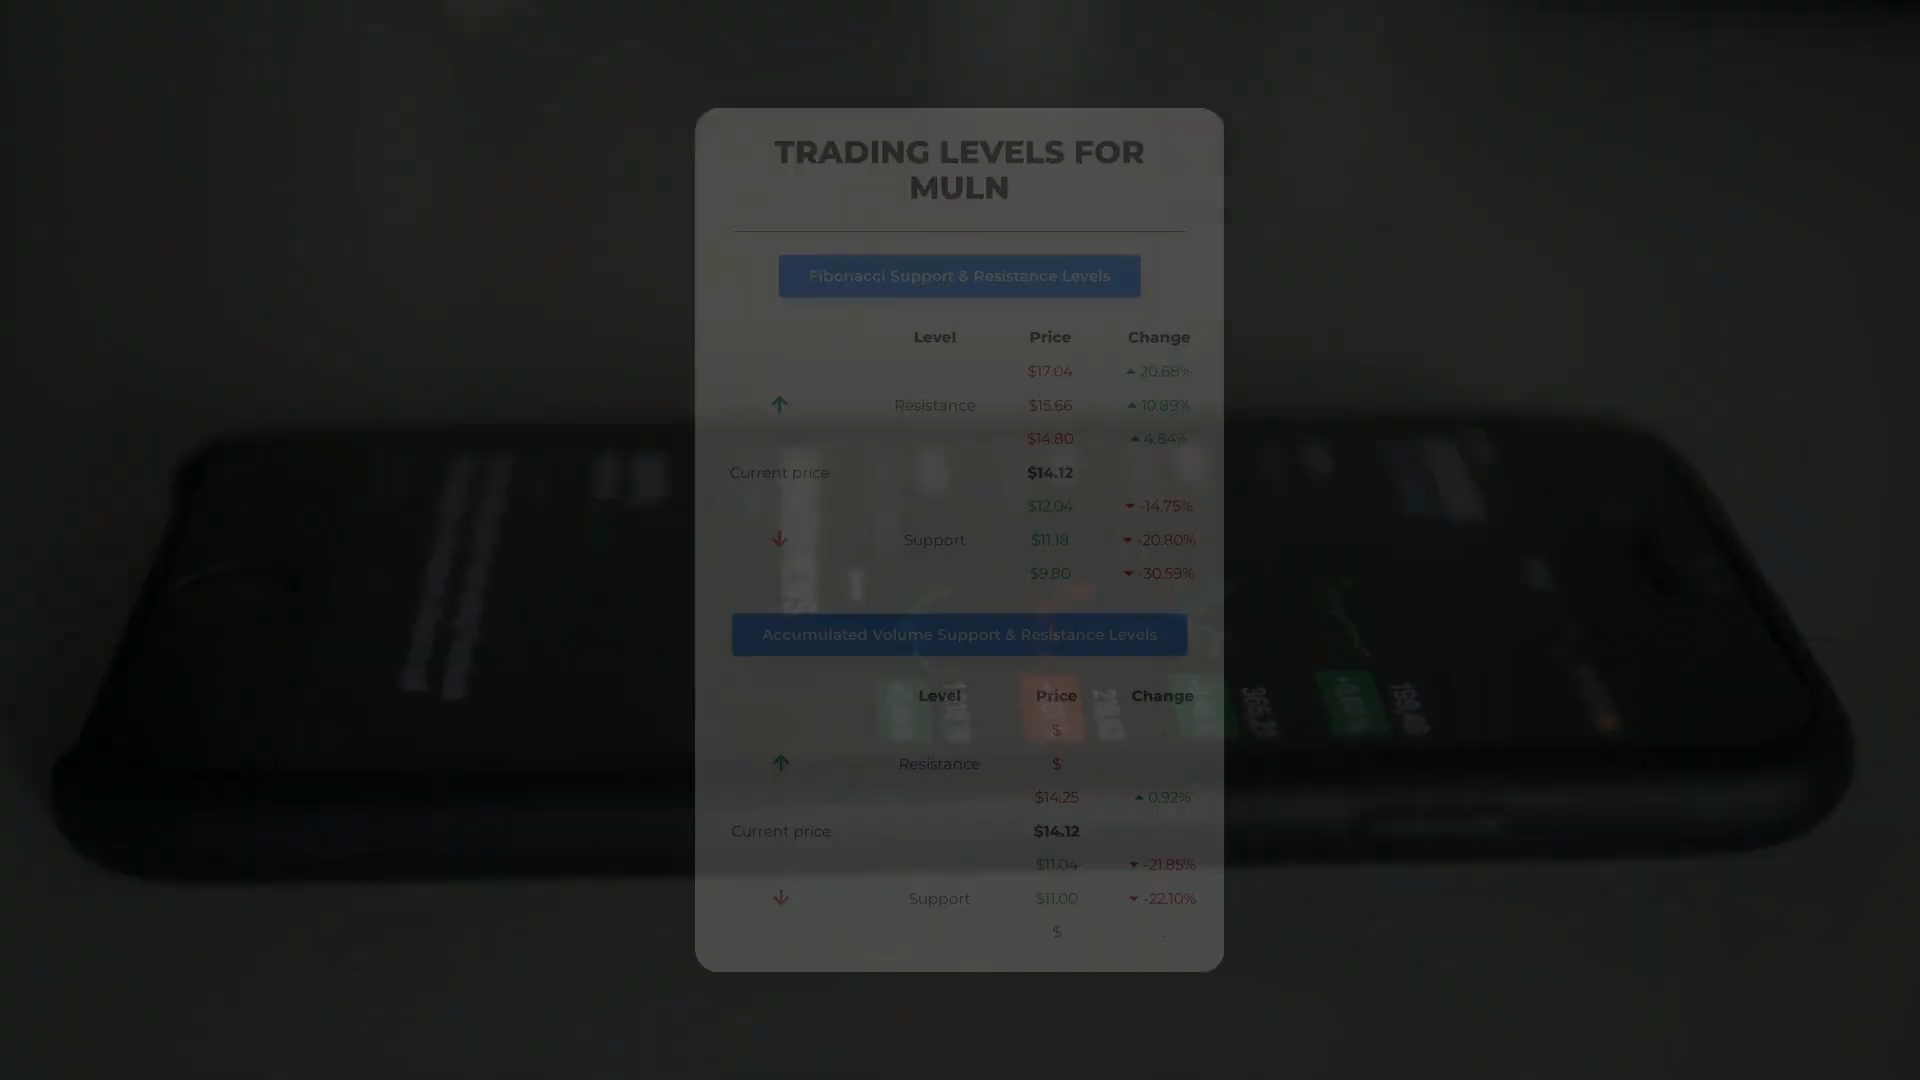 TRADING LEVELS FOR
MULN
Fibonacci Support & Resistance Levels
Level Price Change
$17.04 20.68%
Resistance $15.66 10.89%
$14.80 4.84%
Current price $14.12
$12.04 -14.75%
Support $11.18 -20.80%
$9.80 -30.59%
Accumulated Volume Support & Resistance Levels
Level Price Change
$ .
Resistance $ .
$14.25 0.92%
Current price $14.12
$11.04 -21.85%
Support $11.00 -22.10%
$ .